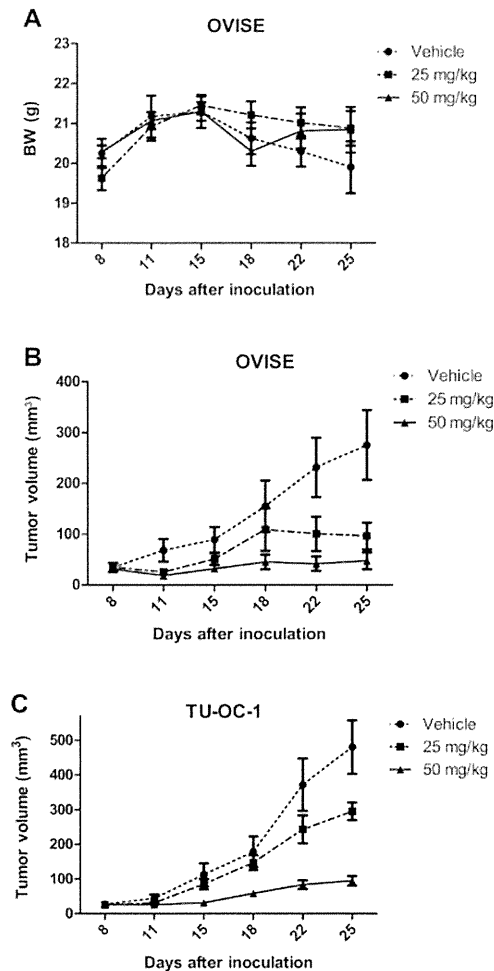 A
OVISE
Vehicle
25 mg/kg
50 mg/kg
BW (g)
23
22
21
20
19
18
8
11
15
18
22
25
Days after inoculation
B
OVISE
Vehicle
25 mg/kg
50 mg/kg
Tumor volume (mm³)
400
300
200
100
0
8
11
15
18
22
25
Days after inoculation
C
TU-OC-1
Vehicle
25 mg/kg
50 mg/kg
Tumor volume (mm³)
500
400
300
200
100
0
8
11
15
18
22
25
Days after inoculation